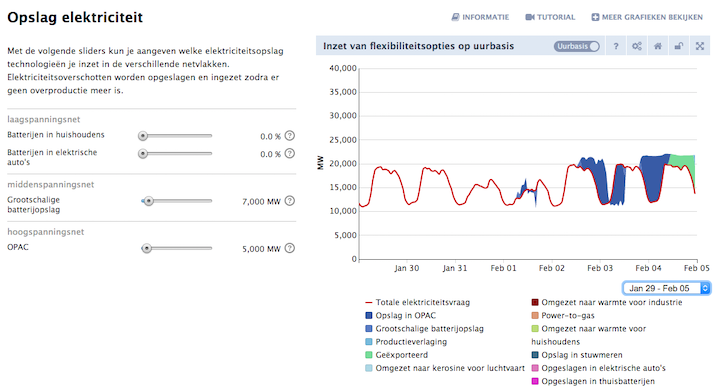 Opslag elektriciteit
INFORMATIE
TUTORIAL
MEER GRAFIEKEN BEKIJKEN
Met de volgende sliders kun je aangeven welke elektriciteitsopslag
technologieën je inzet in de verschillende netvlakken.
Elektriciteitsoverschotten worden opgeslagen en ingezet zodra er
geen overproductie meer is.
laagspanningsnet
Batterijen in huishoudens
0.0 %
?
Batterijen in elektrische
auto's
0.0 %
?
middenspanningsnet
Grootschalige
batterijopslag
7,000 MW
?
hoogspanningsnet
OPAC
5,000 MW
?
Inzet van flexibiliteitsopties op uurbasis
Uurbasis
?
40,000
35,000
30,000
25,000
20,000
15,000
10,000
5,000
0
MW
Jan 30
Jan 31
Feb 01
Feb 02
Feb 03
Feb 04
Feb 05
Jan 29 - Feb 05
Totale elektriciteitsvraag
Opslag in OPAC
Grootschalige batterijopslag
Productieverlaging
Geëxporteerd
Omgezet naar kerosine voor luchtvaart
Omgezet naar warmte voor industrie
Power-to-gas
Omgezet naar warmte voor
huishoudens
Opslag in stuwmeren
Opgeslagen in elektrische auto's
Opgeslagen in thuisbatterijen